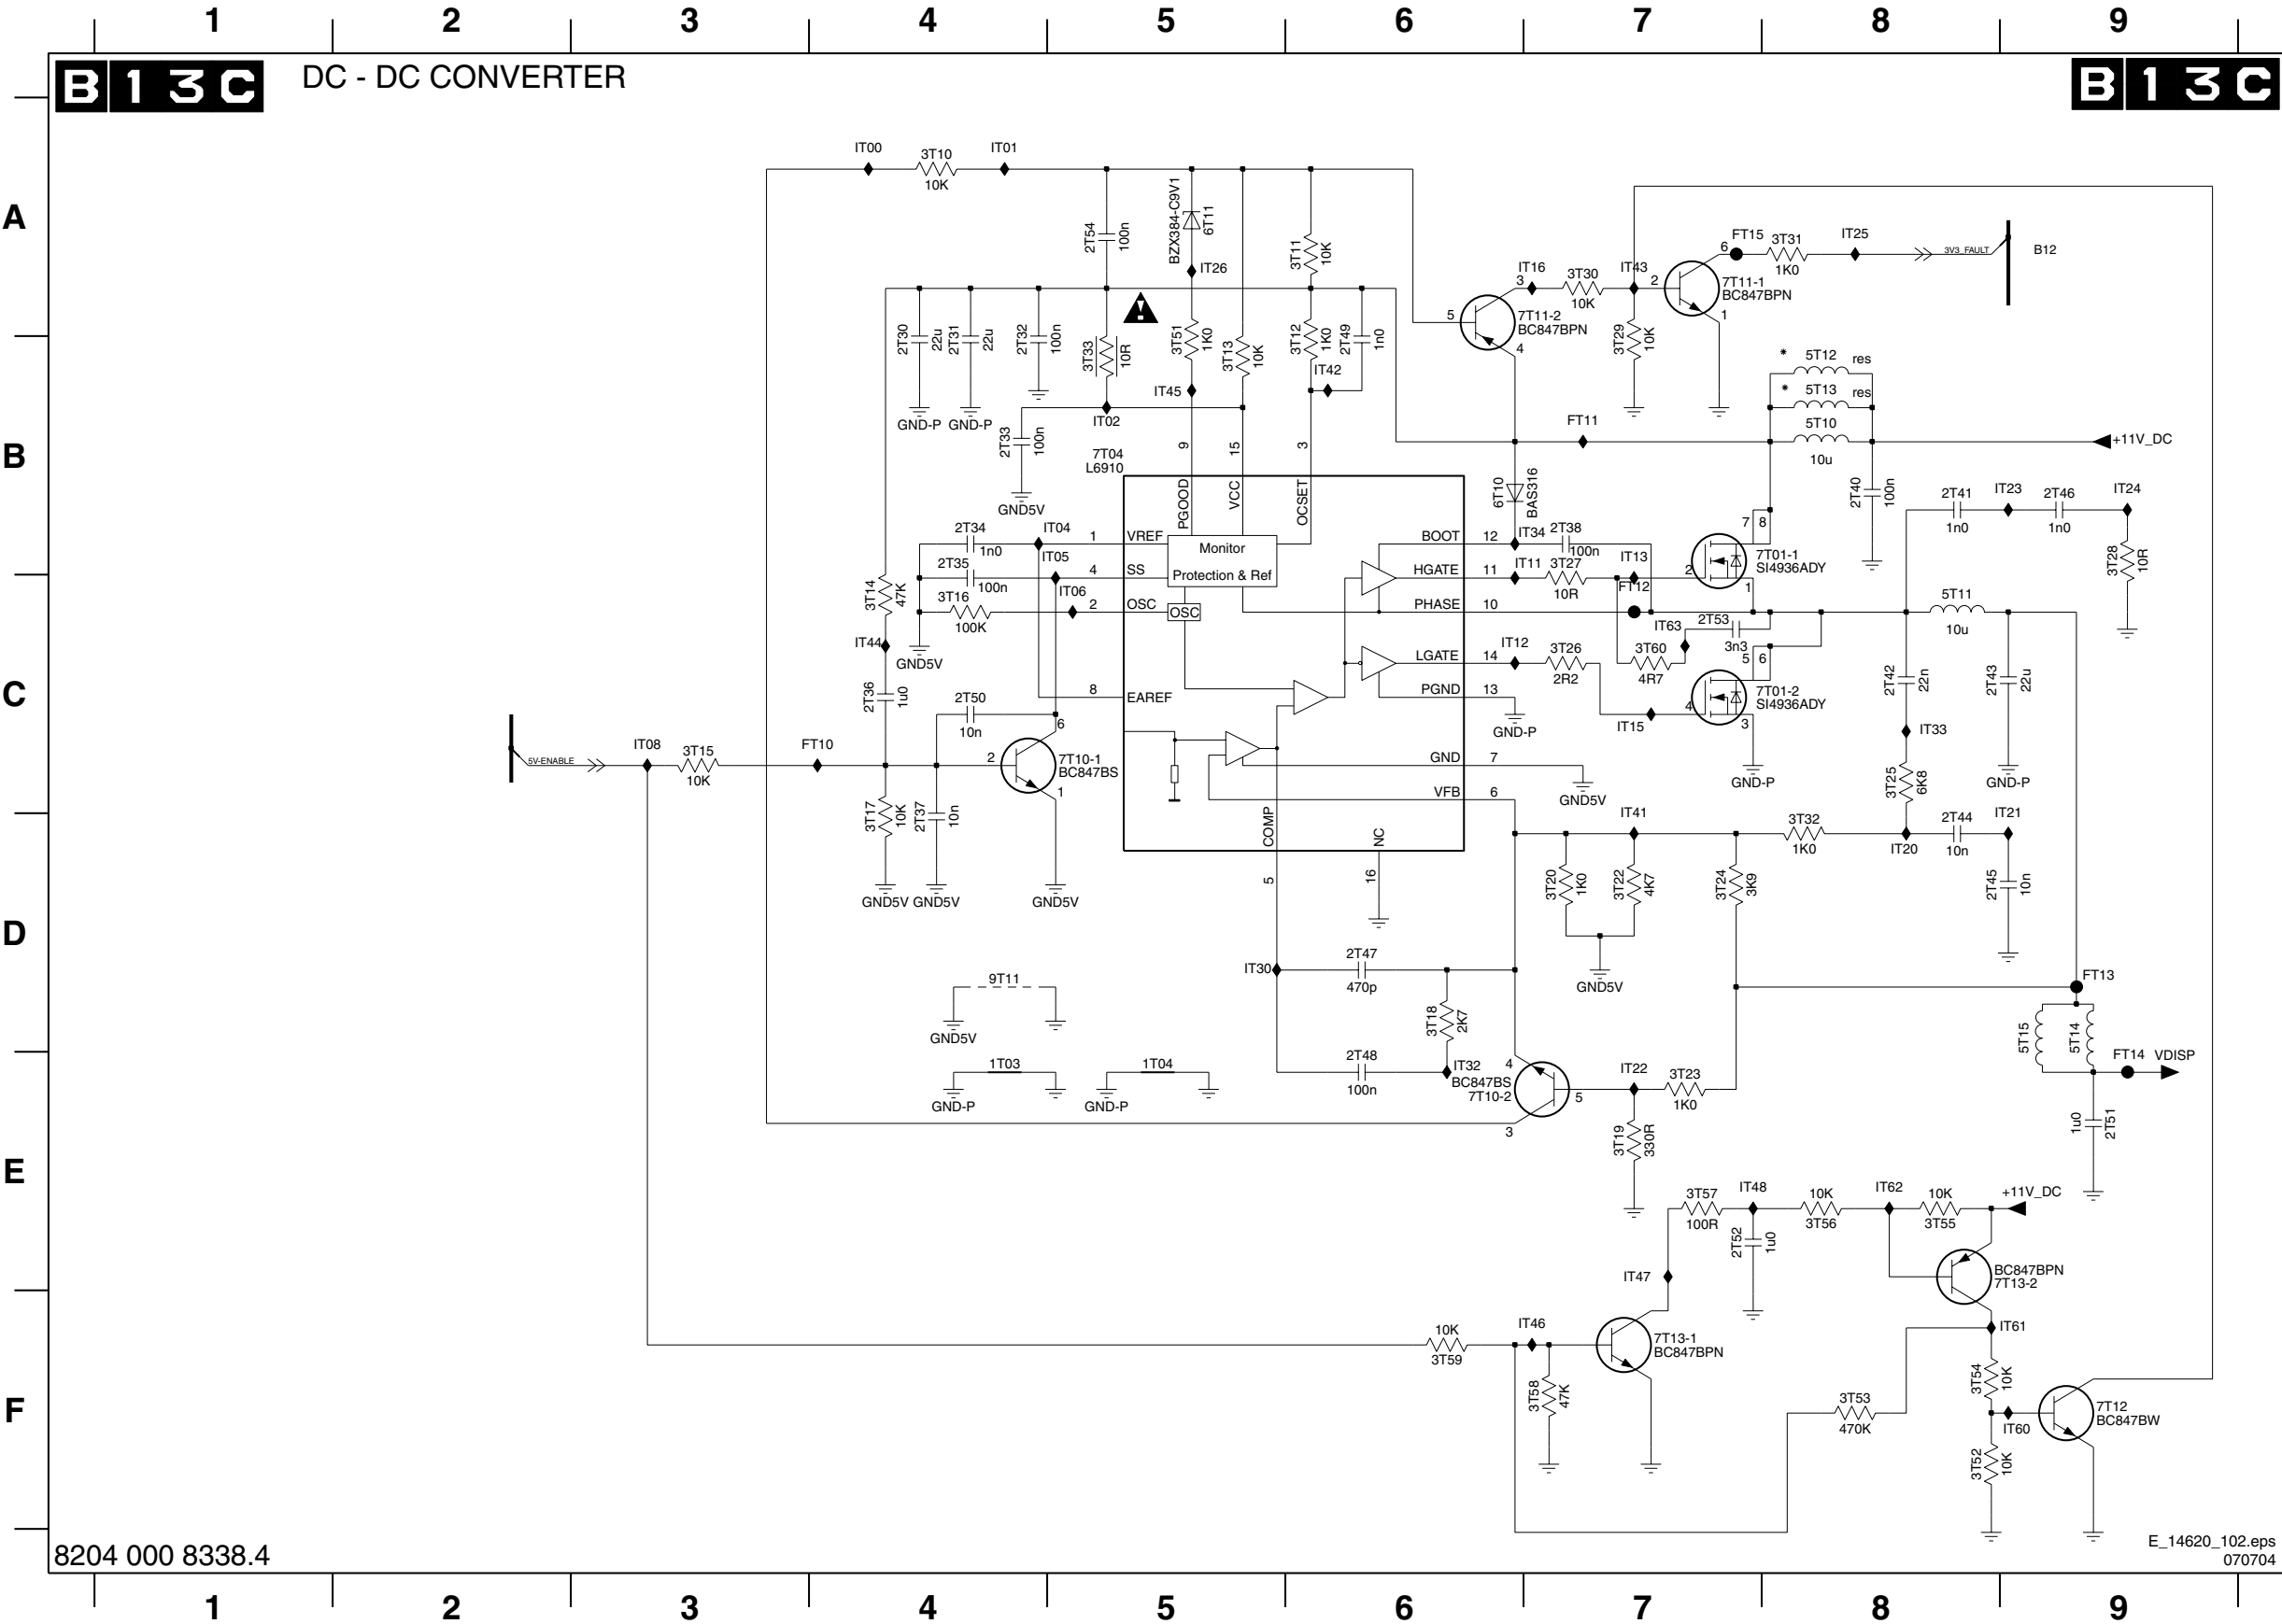 1 2 3 4 5 6 7 8 9
B 1 3 C
DC - DC CONVERTER
B 1 3 C
A
B
C
D
E
F
IT00
3T10
10K
IT01
2T54
100n
BZX384-C9V1
6T11
IT26
3T11
10K
2T30
22u
2T31
22u
2T32
100n
3T33
10R
3T51
1K0
3T13
10K
3T12
1K0
2T49
1n0
IT42
IT45
IT02
GND-P
GND-P
2T33
100n
GND5V
IT16
3
3T30
10K
IT43
2
6
FT15
3T31
1K0
IT25
3V3_FAULT
B12
7T11-1
BC847BPN
1
5
7T11-2
BC847BPN
4
3T29
10K
* 5T12 res
* 5T13 res
5T10
10u
FT11
+11V_DC
7T04
L6910
9
15
3
PGOOD
VCC
OCSET
6T10
BAS316
2T40
100n
2T41
1n0
IT23
2T46
1n0
IT24
3T28
10R
2T34
1n0
IT04
1
VREF
Monitor
Protection & Ref
BOOT
12
IT34
2T38
100n
7
8
7T01-1
SI4936ADY
2T35
100n
IT05
4
SS
HGATE
11
IT11
3T27
10R
IT13
FT12
2
1
3T14
47K
3T16
100K
IT06
2
OSC
OSC
PHASE
10
5T11
10u
IT44
GND5V
IT63
2T53
3n3
LGATE
14
IT12
3T26
2R2
3T60
4R7
5
6
2T36
1u0
2T50
10n
8
EAREF
PGND
13
GND-P
IT15
4
7T01-2
SI4936ADY
3
GND-P
2T42
22n
2T43
22u
IT33
GND-P
5V-ENABLE
IT08
3T15
10K
FT10
2
6
7T10-1
BC847BS
1
GND
7
GND5V
VFB
6
3T25
6K8
3T17
10K
2T37
10n
COMP
NC
5
16
IT41
3T32
1K0
IT20
2T44
10n
IT21
3T20
1K0
3T22
4K7
3T24
3K9
2T45
10n
GND5V
GND5V
GND5V
GND5V
IT30
2T47
470p
9T11
GND5V
3T18
2K7
FT13
5T15
5T14
FT14
VDISP
1T03
GND-P
1T04
GND-P
2T48
100n
IT32
4
BC847BS
7T10-2
5
3
IT22
3T23
1K0
3T19
330R
1u0
2T51
3T57
100R
IT48
10K
3T56
IT62
10K
3T55
+11V_DC
2T52
1u0
IT47
BC847BPN
7T13-2
10K
3T59
IT46
7T13-1
BC847BPN
IT61
3T58
47K
3T54
10K
3T53
470K
IT60
7T12
BC847BW
3T52
10K
8204 000 8338.4
E_14620_102.eps
070704
1 2 3 4 5 6 7 8 9